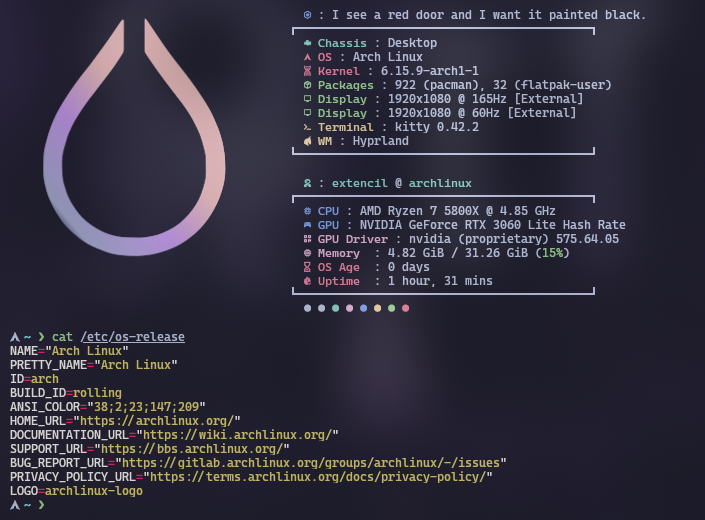 : I see a red door and I want it painted black.
Chassis : Desktop
OS : Arch Linux
Kernel : 6.15.9-arch1-1
Packages : 922 (pacman), 32 (flatpak-user)
Display : 1920x1080 @ 165Hz [External]
Display : 1920x1080 @ 60Hz [External]
Terminal : kitty 0.42.2
WM : Hyprland
: extencil @ archlinux
CPU : AMD Ryzen 7 5800X @ 4.85 GHz
GPU : NVIDIA GeForce RTX 3060 Lite Hash Rate
GPU Driver : nvidia (proprietary) 575.64.05
Memory : 4.82 GiB / 31.26 GiB (15%)
OS Age : 0 days
Uptime : 1 hour, 31 mins
~ ❯ cat /etc/os-release
NAME="Arch Linux"
PRETTY_NAME="Arch Linux"
ID=arch
BUILD_ID=rolling
ANSI_COLOR="38;2;23;147;209"
HOME_URL="https://archlinux.org/"
DOCUMENTATION_URL="https://wiki.archlinux.org/"
SUPPORT_URL="https://bbs.archlinux.org/"
BUG_REPORT_URL="https://gitlab.archlinux.org/groups/archlinux/-/issues"
PRIVACY_POLICY_URL="https://terms.archlinux.org/docs/privacy-policy/"
LOGO=archlinux-logo
~ ❯